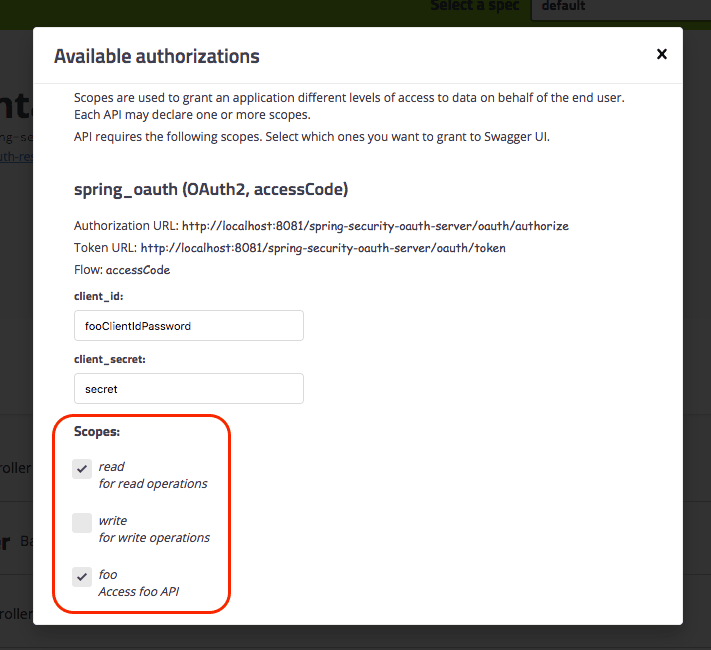 Select a spec default
Available authorizations
Scopes are used to grant an application different levels of access to data on behalf of the end user.
Each API may declare one or more scopes.
API requires the following scopes. Select which ones you want to grant to Swagger UI.
spring_oauth (OAuth2, accessCode)
Authorization URL: http://localhost:8081/spring-security-oauth-server/oauth/authorize
Token URL: http://localhost:8081/spring-security-oauth-server/oauth/token
Flow: accessCode
client_id:
fooClientIdPassword
client_secret:
secret
Scopes:
read
for read operations
write
for write operations
foo
Access foo API